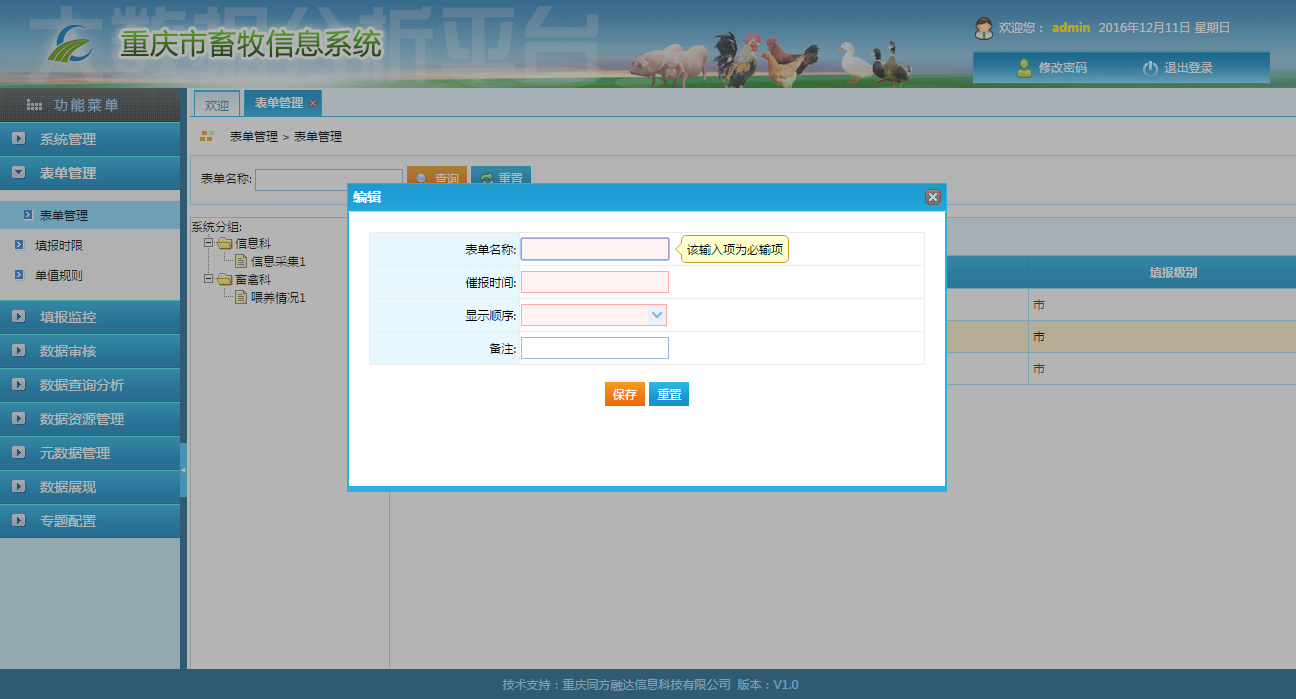 大数据分析平台
重庆市畜牧信息系统
欢迎您： admin 2016年12月11日 星期日
修改密码 退出登录
功能菜单
欢迎 表单管理
表单管理 > 表单管理
系统管理
表单管理
表单管理
填报时限
单值规则
填报监控
数据审核
数据查询分析
数据资源管理
元数据管理
数据展现
专题配置
表单名称: 查询 重置
系统分组:
信息科
信息采集1
畜禽科
喂养情况1
填报级别
市
市
市
编辑
表单名称: 该输入项为必输项
催报时间:
显示顺序:
备注:
保存 重置
技术支持：重庆同方融达信息科技有限公司 版本：V1.0